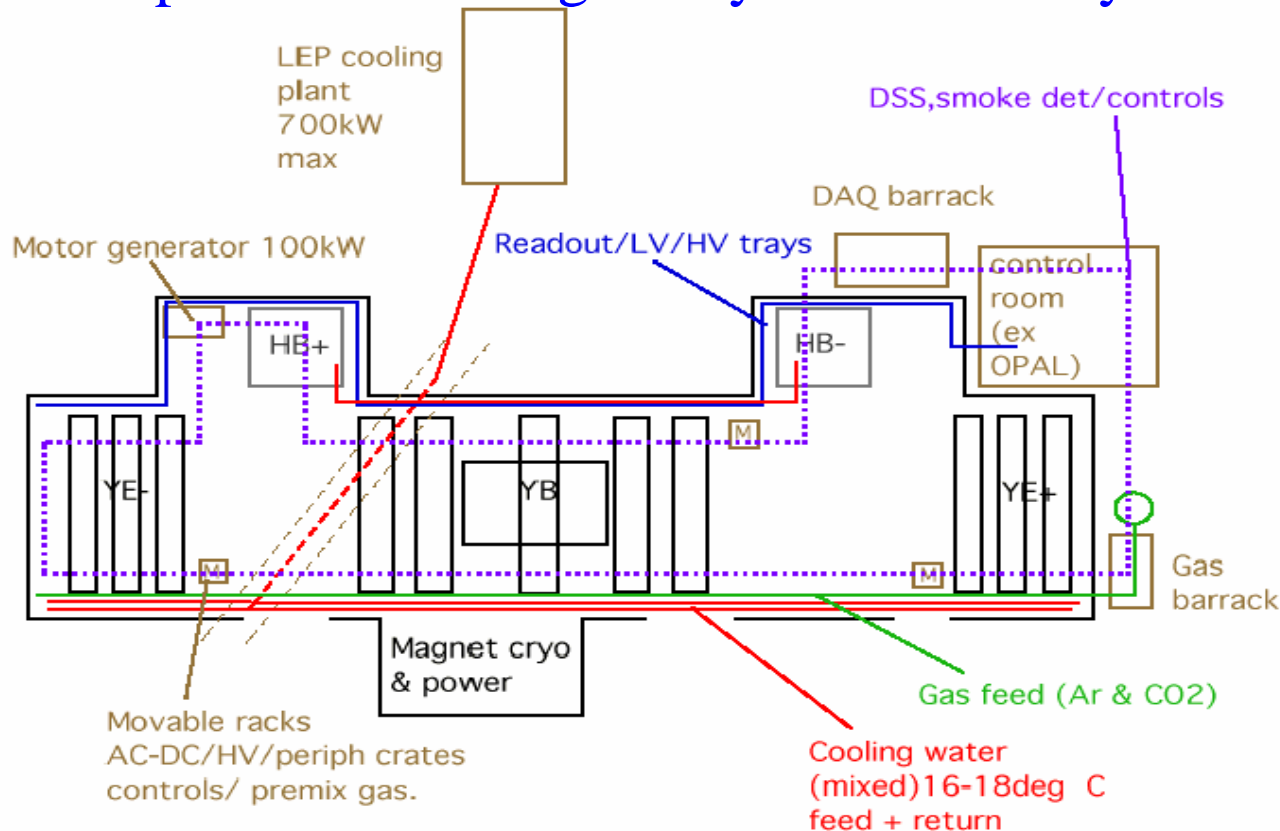 LEP cooling
plant
700kW
max
DSS,smoke det/controls
DAQ barrack
Motor generator 100kW
Readout/LV/HV trays
control
room
(ex
OPAL)
HB+
HB-
M
YE-
YB
YE+
M
M
Gas
barrack
Magnet cryo
& power
Gas feed (Ar & CO2)
Movable racks
AC-DC/HV/periph crates
controls/ premix gas.
Cooling water
(mixed)16-18deg C
feed + return